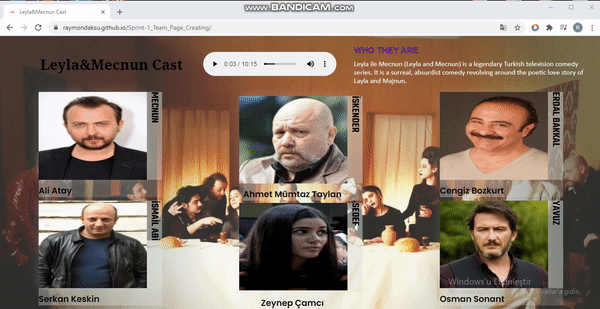 www.BANDICAM.com
Leyla&Mecnun Cast
raymondaksu.github.io/Sprint-1_Team_Page_Creating/
R
Leyla&Mecnun Cast
0:03 / 10:15
WHO THEY ARE
Leyla ile Mecnun (Leyla and Mecnun) is a legendary Turkish television comedy
series. It is a surreal, absurdist comedy revolving around the poetic love story of
Layla and Majnun.
MECNUN
Ali Atay
İSKENDER
Ahmet Mümtaz Taylan
ERDAL BAKKAL
Cengiz Bozkurt
İSMAİL ABİ
Serkan Keskin
SEDEF
Zeynep Çamcı
YAVUZ
Osman Sonant
Windows'u Etkinleştir